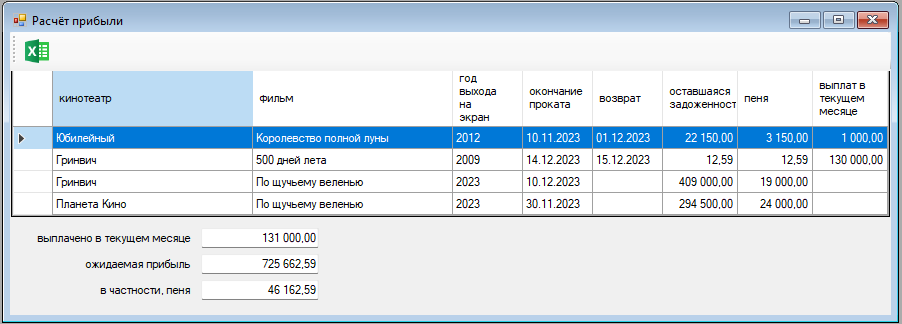 Расчёт прибыли
кинотеатр фильм год выхода на экран окончание проката возврат оставшаяся задолженност пеня выплат в текущем месяце
Юбилейный Королевство полной луны 2012 10.11.2023 01.12.2023 22 150,00 3 150,00 1 000,00
Гринвич 500 дней лета 2009 14.12.2023 15.12.2023 12,59 12,59 130 000,00
Гринвич По щучьему веленью 2023 10.12.2023 409 000,00 19 000,00
Планета Кино По щучьему веленью 2023 30.11.2023 294 500,00 24 000,00
выплачено в текущем месяце 131 000,00
ожидаемая прибыль 725 662,59
в частности, пеня 46 162,59